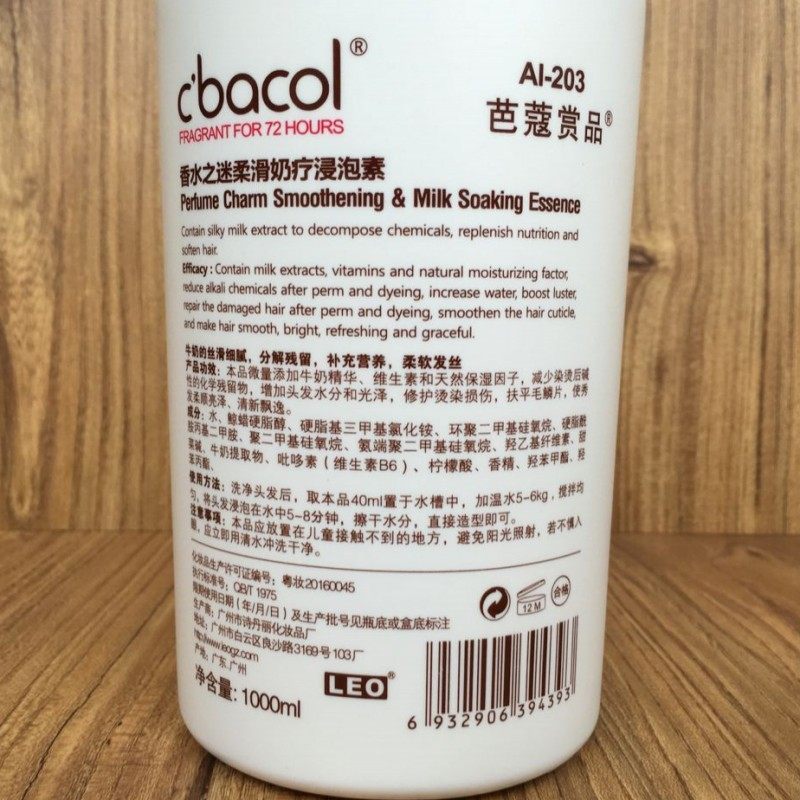 c'bacol®
FRAGRANT FOR 72 HOURS
AI-203
芭蔻赏品®
香水之迷柔滑奶疗浸泡素
Perfume Charm Smoothening & Milk Soaking Essence
Contain silky milk extract to decompose chemicals, replenish nutrition and
soften hair.
Efficacy : Contain milk extracts, vitamins and natural moisturizing factor,
reduce alkali chemicals after perm and dyeing, increase water, boost luster,
repair the damaged hair after perm and dyeing, smoothen the hair cuticle,
and make hair smooth, bright, refreshing and graceful.
牛奶的丝滑细腻，分解残留，补充营养，柔软发丝
产品功效：本品微量添加牛奶精华、维生素和天然保湿因子，减少染烫后碱
性的化学残留物，增加头发水分和光泽，修护烫染损伤，扶平毛鳞片，使秀
发柔顺亮泽、清新飘逸。
成分：水、鲸蜡硬脂醇、硬脂基三甲基氯化铵、环聚二甲基硅氧烷、硬脂酰
胺丙基二甲胺、聚二甲基硅氧烷、氨端聚二甲基硅氧烷、羟乙基纤维素、甜
菜碱、牛奶提取物、吡哆素（维生素B6）、柠檬酸、香精、羟苯甲酯、羟
苯丙酯、
使用方法：洗净头发后，取本品40ml置于水槽中，加温水5-6kg，搅拌均
匀，将头发浸泡在水中5-8分钟，擦干水分，直接造型即可。
注意事项：本品应放置在儿童接触不到的地方，避免阳光照射，若不慎入
眼，应立即用清水冲洗干净。
化妆品生产许可证编号：粤妆20160045
执行标准号：QB/T 1975
限期使用日期（年/月/日）及生产批号见瓶底或盒底标注
生产商：广州市诗丹丽化妆品厂
地址：广州市白云区良沙路3169号103厂
http://www.leogz.com
产地：广东.广州
净含量：1000ml
LEO®
12 M
合格
6 932906 394393